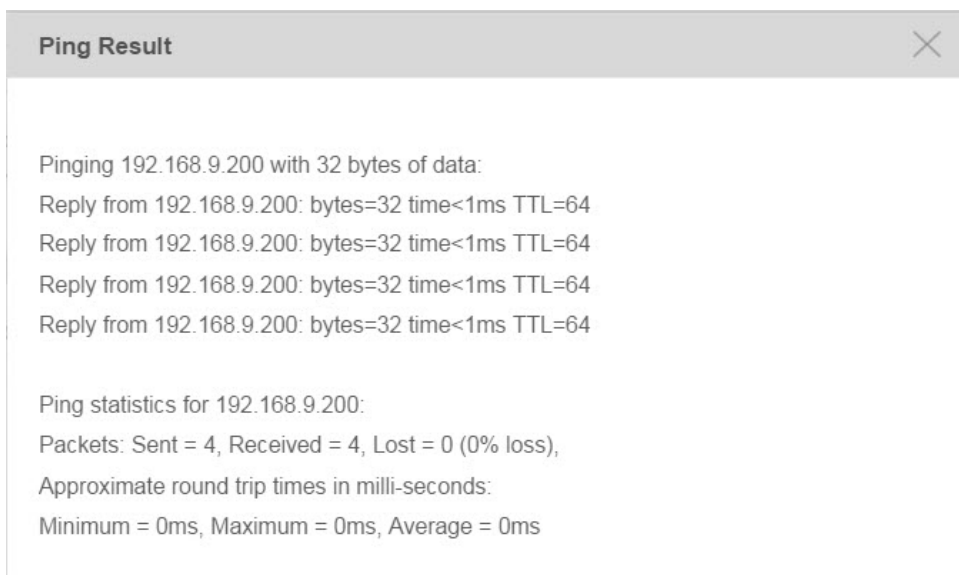 Ping Result
Pinging 192.168.9.200 with 32 bytes of data:
Reply from 192.168.9.200: bytes=32 time<1ms TTL=64
Reply from 192.168.9.200: bytes=32 time<1ms TTL=64
Reply from 192.168.9.200: bytes=32 time<1ms TTL=64
Reply from 192.168.9.200: bytes=32 time<1ms TTL=64
Ping statistics for 192.168.9.200:
Packets: Sent = 4, Received = 4, Lost = 0 (0% loss),
Approximate round trip times in milli-seconds:
Minimum = 0ms, Maximum = 0ms, Average = 0ms